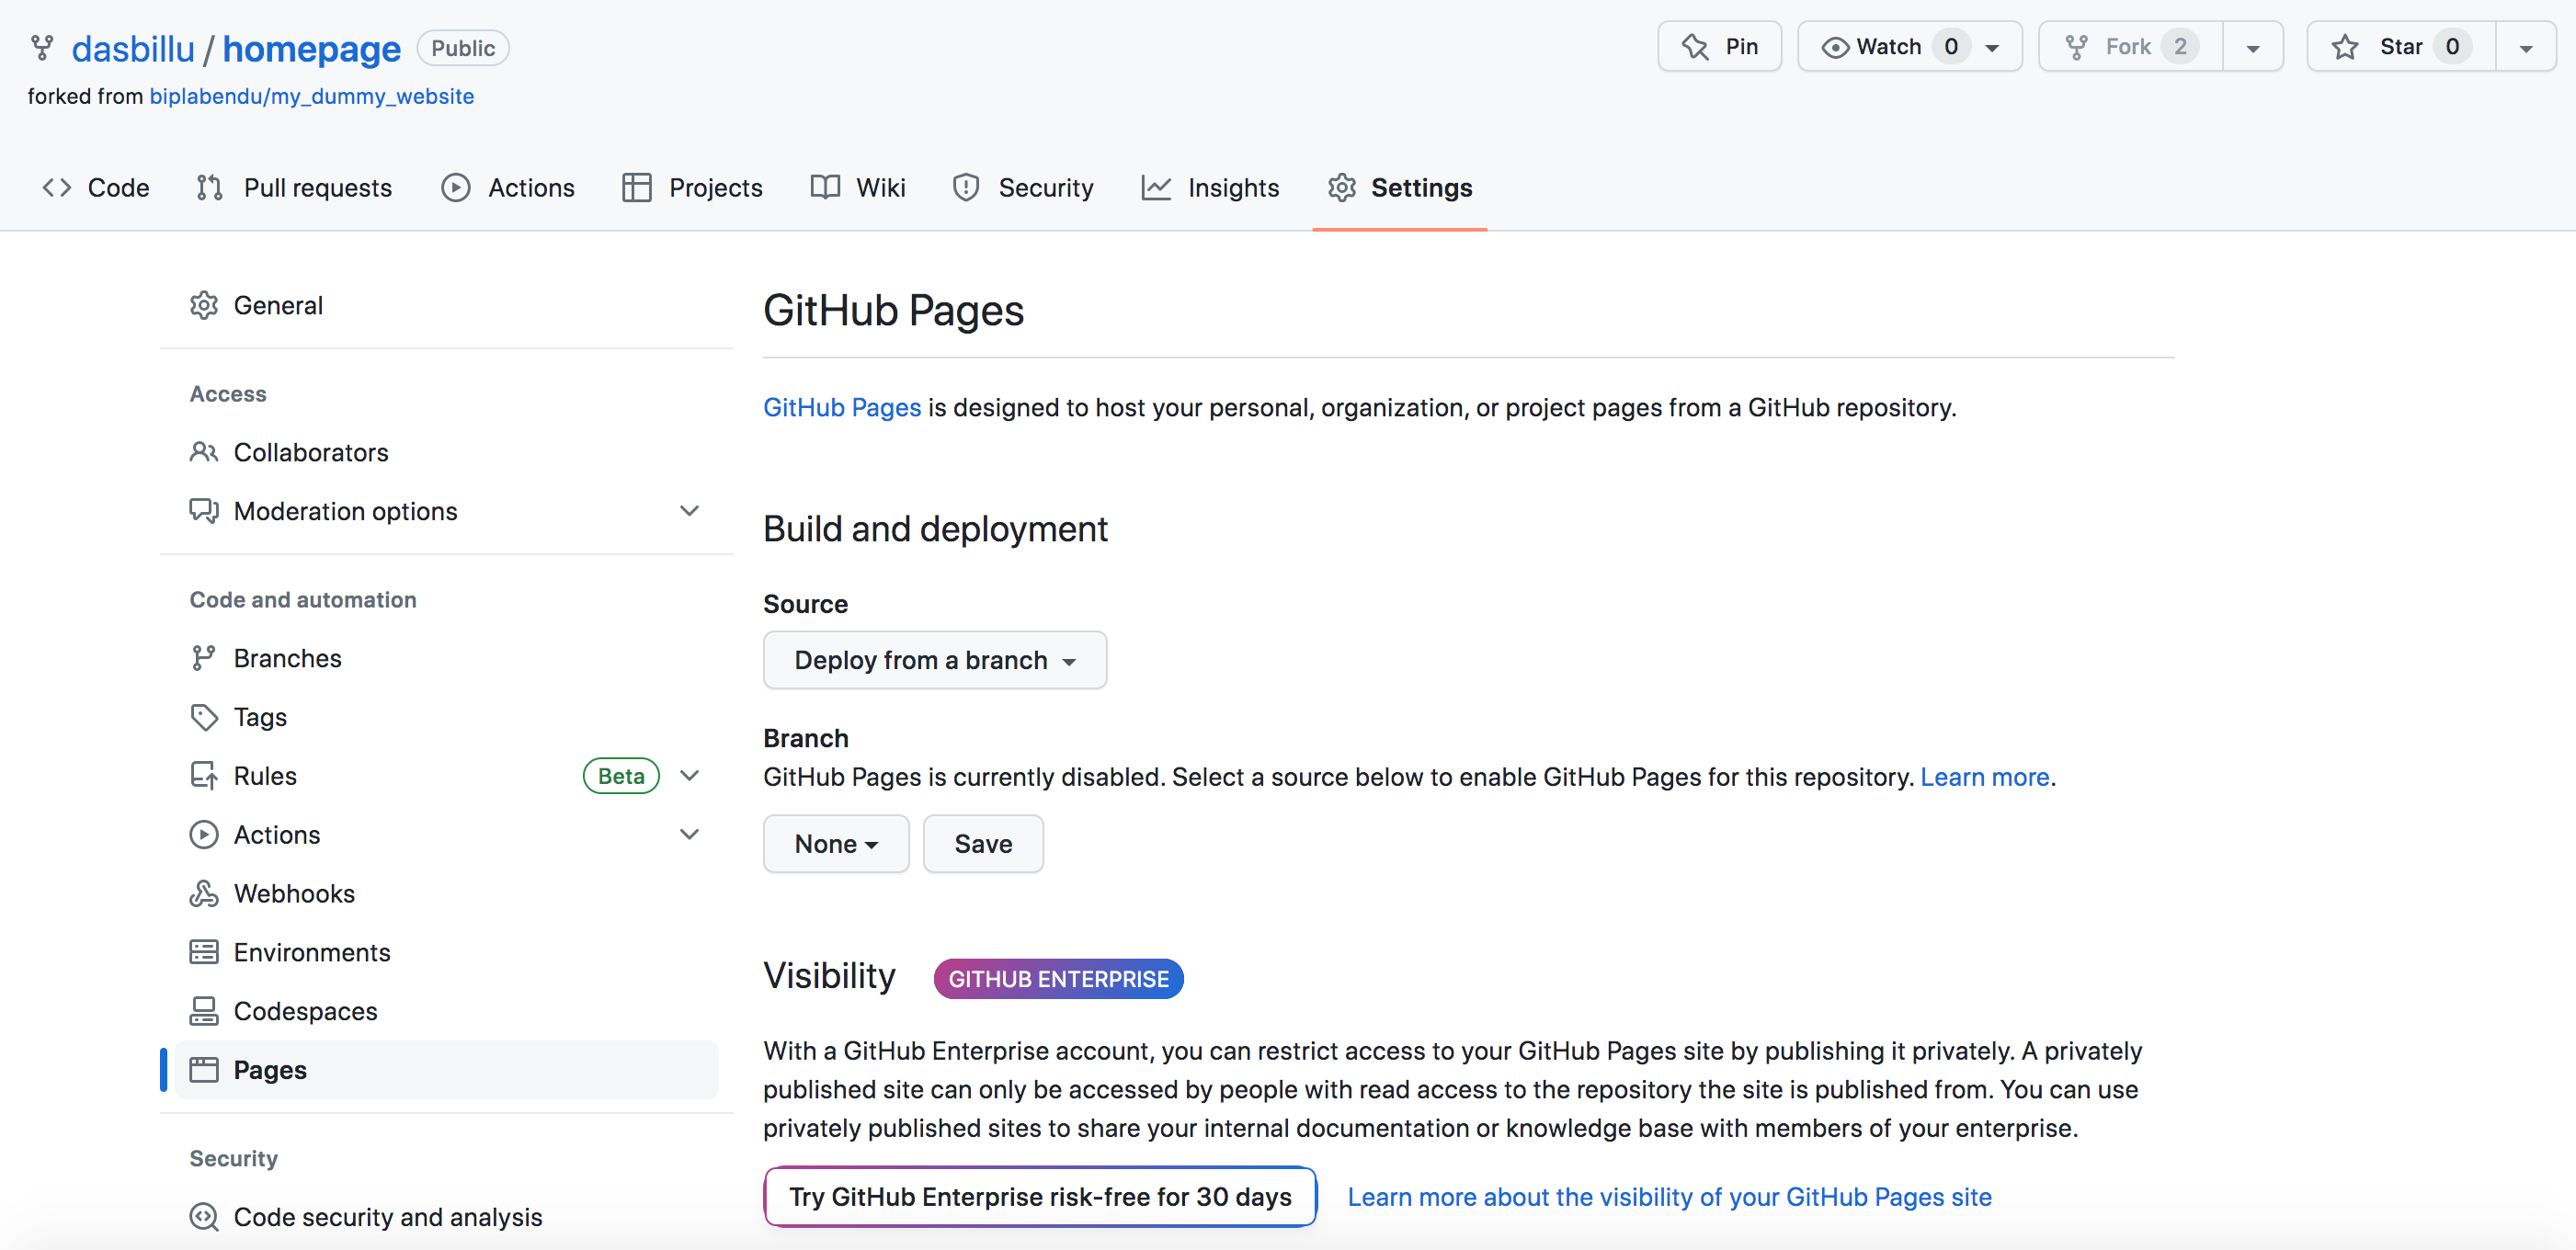 dasbillu / homepage Public
Pin
Watch 0
Fork 2
Star 0
forked from biplabendu/my_dummy_website
Code
Pull requests
Actions
Projects
Wiki
Security
Insights
Settings
General
Access
Collaborators
Moderation options
Code and automation
Branches
Tags
Rules Beta
Actions
Webhooks
Environments
Codespaces
Pages
Security
Code security and analysis
GitHub Pages
GitHub Pages is designed to host your personal, organization, or project pages from a GitHub repository.
Build and deployment
Source
Deploy from a branch
Branch
GitHub Pages is currently disabled. Select a source below to enable GitHub Pages for this repository. Learn more.
None
Save
Visibility GITHUB ENTERPRISE
With a GitHub Enterprise account, you can restrict access to your GitHub Pages site by publishing it privately. A privately
published site can only be accessed by people with read access to the repository the site is published from. You can use
privately published sites to share your internal documentation or knowledge base with members of your enterprise.
Try GitHub Enterprise risk-free for 30 days
Learn more about the visibility of your GitHub Pages site